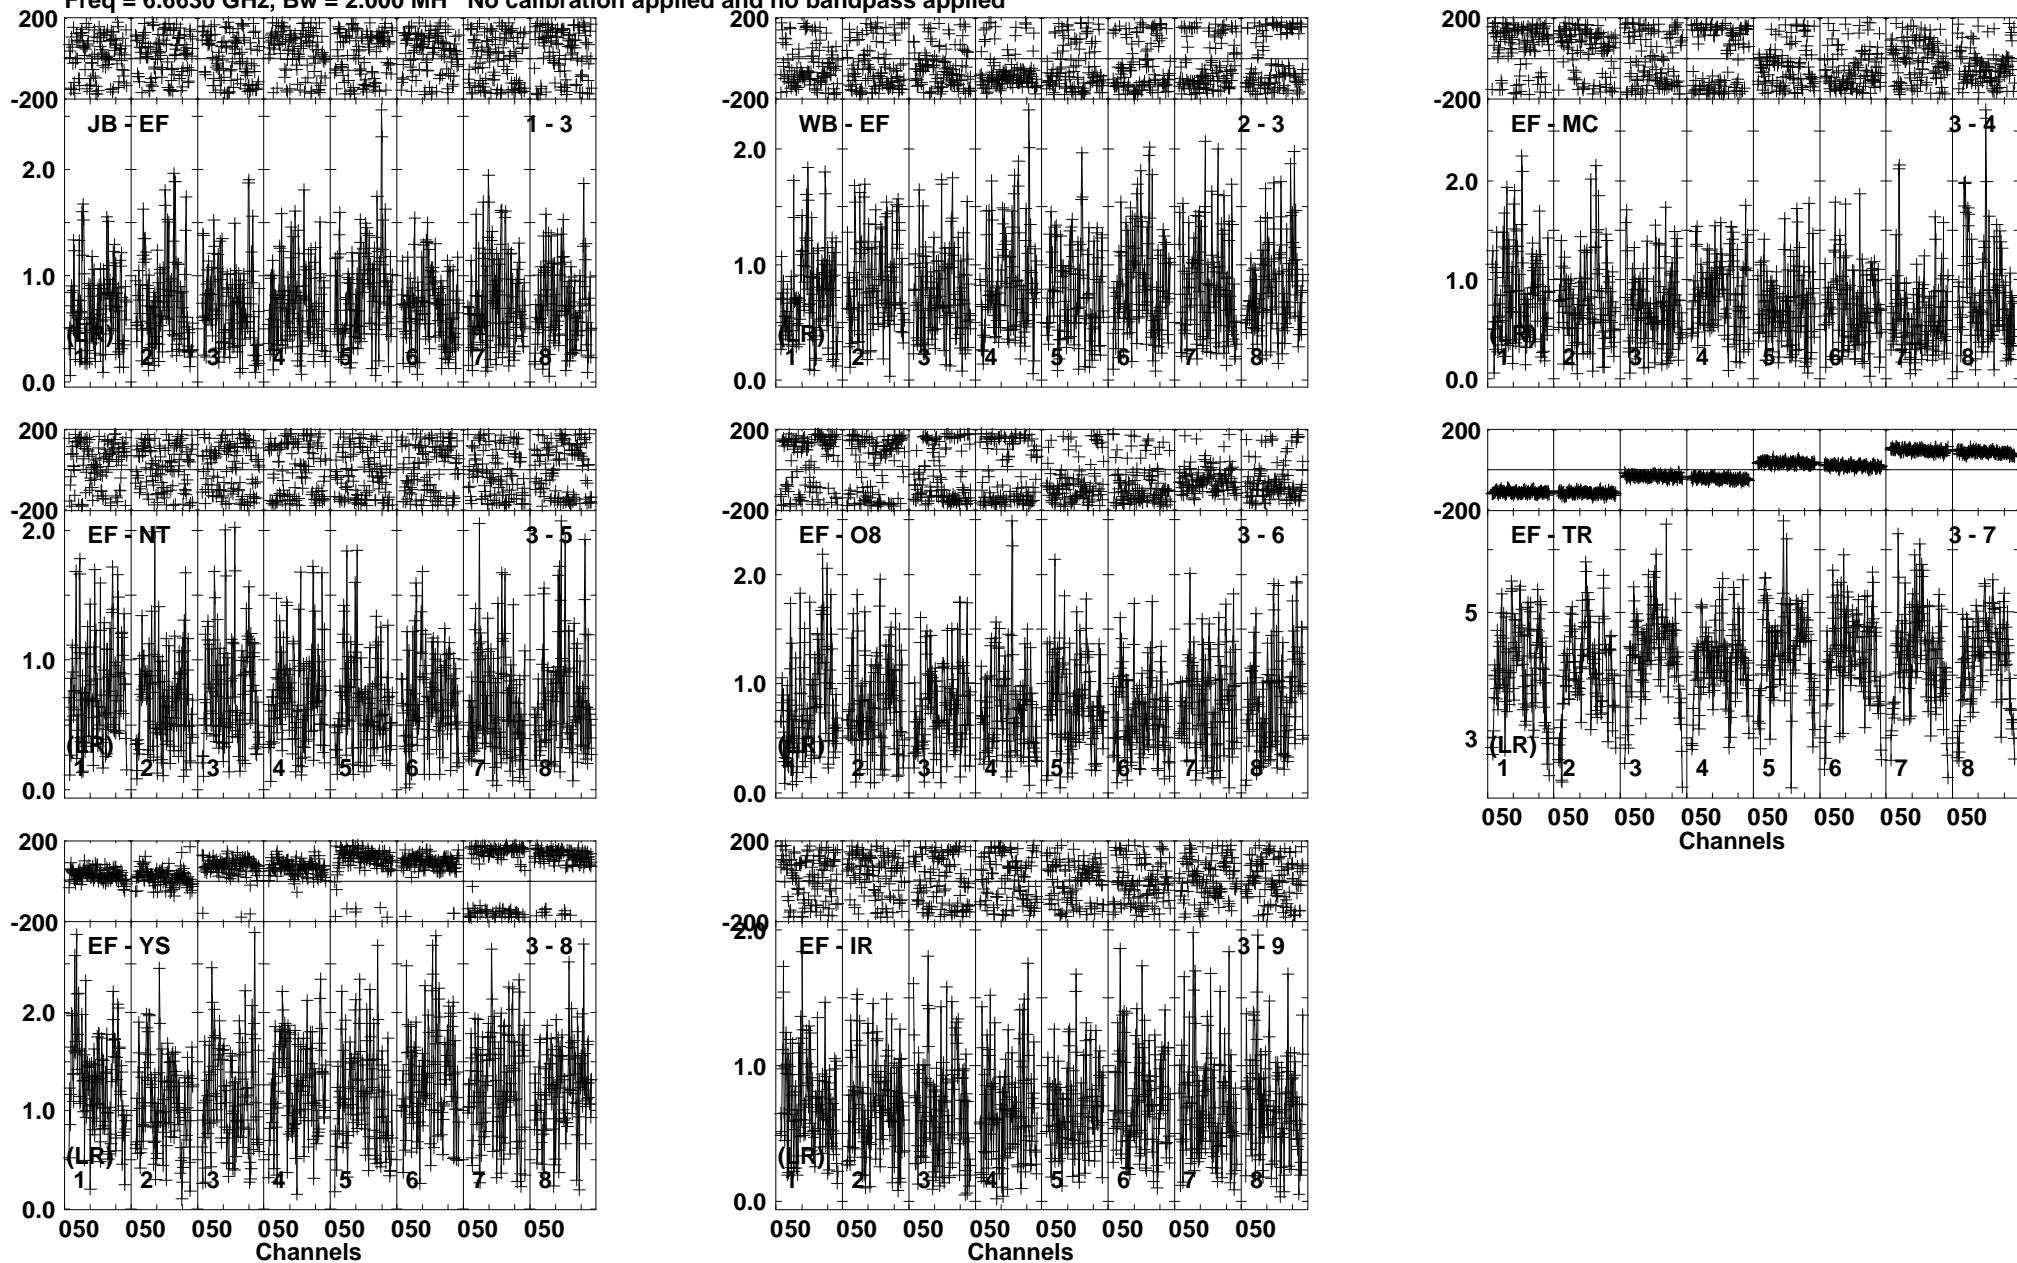 Freq = 6.6630 GHz, Bw = 2.000 MH No calibration applied and no bandpass applied
200
-200
JB - EF 1 - 3
2.0
1.0
0.0
(LR)
1 2 3 4 5 6 7 8
200
-200
WB - EF 2 - 3
2.0
1.0
0.0
(LR)
1 2 3 4 5 6 7 8
200
-200
EF - MC 3 - 4
2.0
1.0
0.0
(LR)
1 2 3 4 5 6 7 8
200
-200
EF - NT 3 - 5
2.0
1.0
0.0
(LR)
1 2 3 4 5 6 7 8
200
-200
EF - O8 3 - 6
2.0
1.0
0.0
(LR)
1 2 3 4 5 6 7 8
200
-200
EF - TR 3 - 7
5
3
(LR)
1 2 3 4 5 6 7 8
050 050 050 050 050 050 050 050
Channels
200
-200
EF - YS 3 - 8
2.0
1.0
0.0
(LR)
1 2 3 4 5 6 7 8
050 050 050 050 050 050 050 050
Channels
200
-200
2.0
EF - IR 3 - 9
1.0
0.0
(LR)
1 2 3 4 5 6 7 8
050 050 050 050 050 050 050 050
Channels